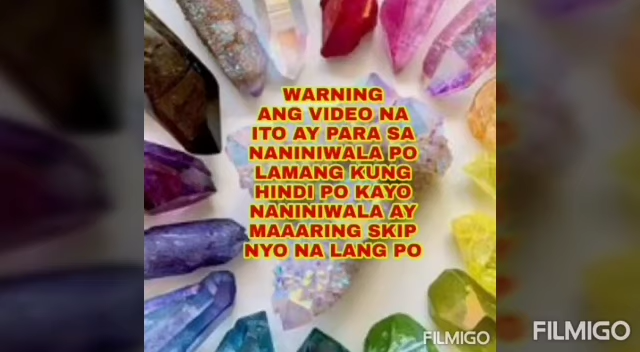 WARNING
ANG VIDEO NA
ITO AY PARA SA
NANINIWALA PO
LAMANG KUNG
HINDI PO KAYO
NANINIWALA AY
MAAARING SKIP
NYO NA LANG PO
FILMIGO
FILMIGO